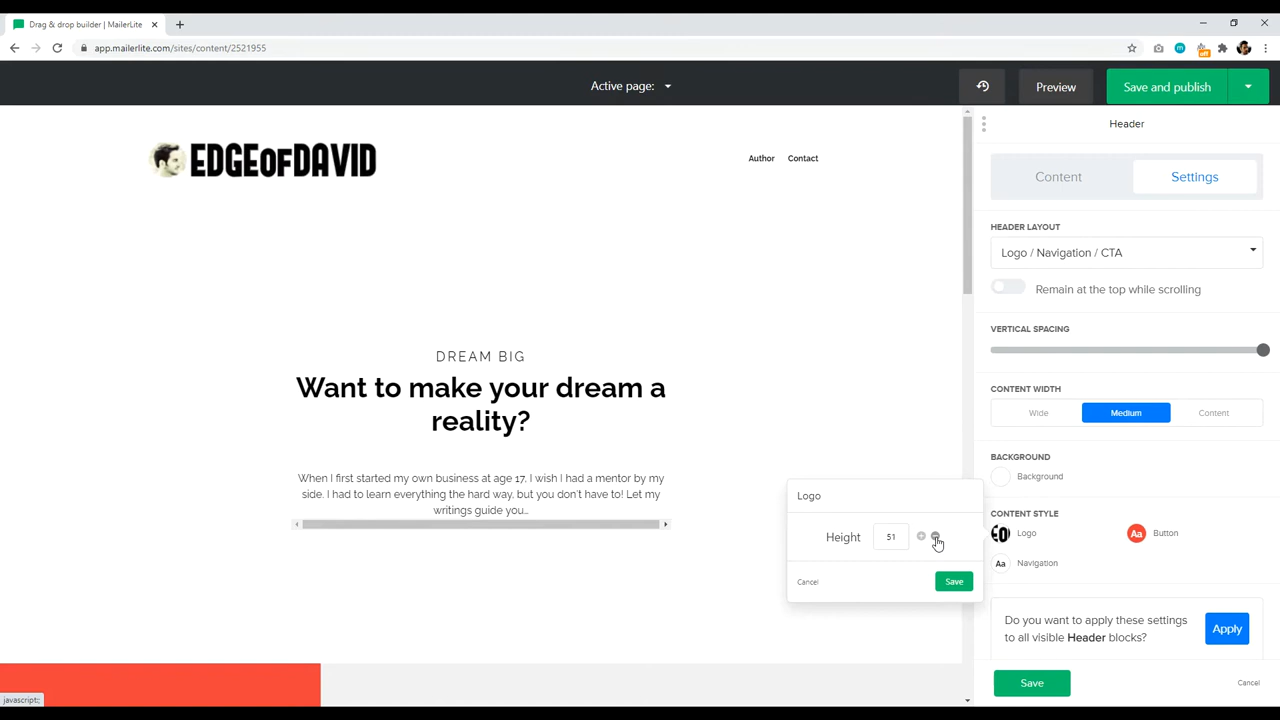 Drag & drop builder | MailerLite
app.mailerlite.com/sites/content/2521955
off
Active page:
Preview
Save and publish
EDGEOFDAVID
Author
Contact
DREAM BIG
Want to make your dream a
reality?
When I first started my own business at age 17, I wish I had a mentor by my
side. I had to learn everything the hard way, but you don't have to! Let my
writings guide you...
Logo
Height
51
Cancel
Save
Header
Content
Settings
HEADER LAYOUT
Logo / Navigation / CTA
Remain at the top while scrolling
VERTICAL SPACING
CONTENT WIDTH
Wide
Medium
Content
BACKGROUND
Background
CONTENT STYLE
Logo
Aa
Button
Aa
Navigation
Do you want to apply these settings
to all visible Header blocks?
Apply
Save
Cancel
javascript:;